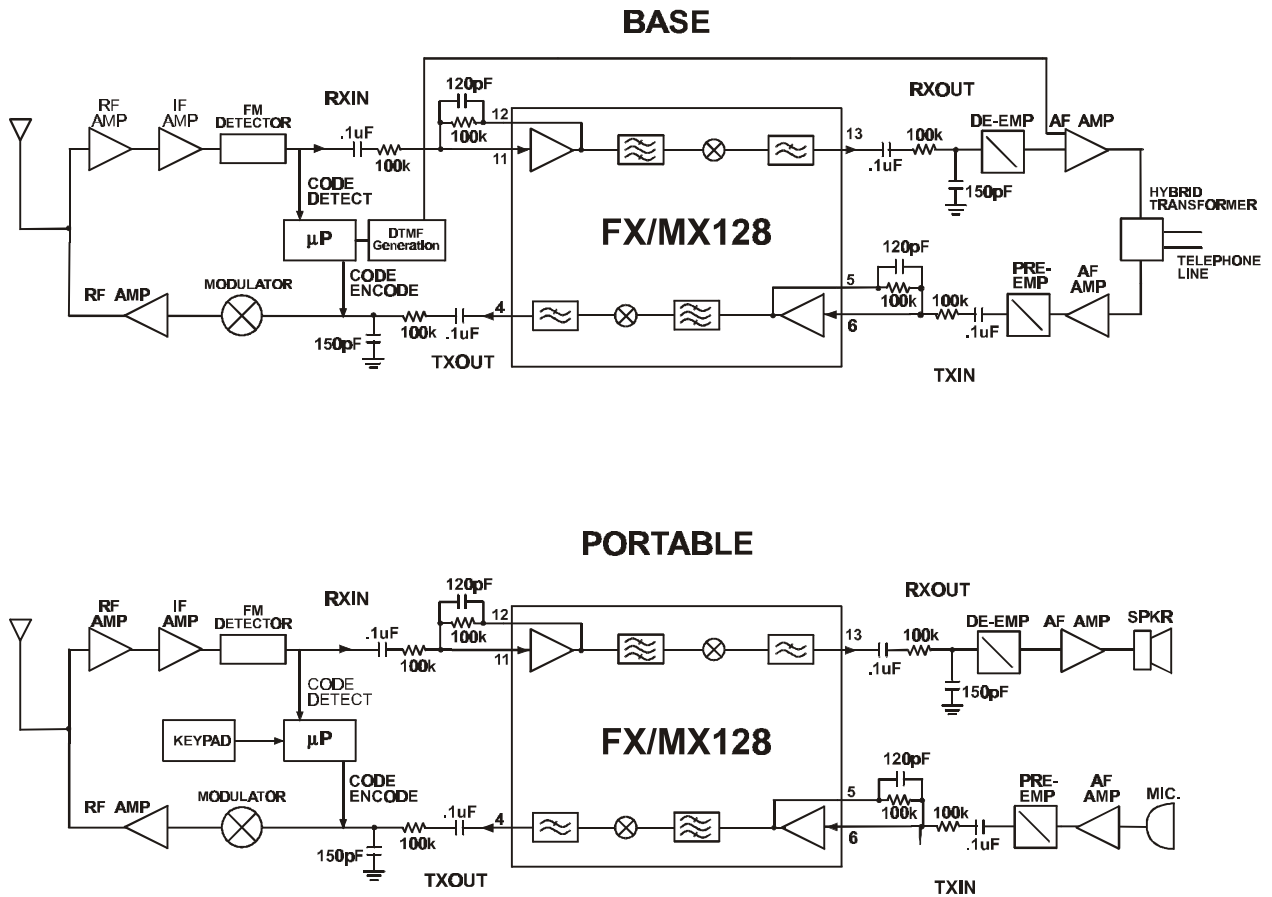 BASE
RF
AMP
IF
AMP
FM
DETECTOR
RXIN
.1uF
100k
120pF
12
100k
11
CODE
DETECT
µP
DTMF
Generation
CODE
ENCODE
FX/MX128
13
RXOUT
.1uF
100k
150pF
DE-EMP
AF AMP
HYBRID
TRANSFORMER
TELEPHONE
LINE
RF AMP
MODULATOR
150pF
100k
.1uF
4
TXOUT
5
6
120pF
100k
100k
.1uF
PRE-
EMP
AF
AMP
TXIN
PORTABLE
RF
AMP
IF
AMP
FM
DETECTOR
RXIN
.1uF
100k
120pF
12
100k
11
CODE
DETECT
KEYPAD
µP
CODE
ENCODE
FX/MX128
13
RXOUT
.1uF
100k
150pF
DE-EMP
AF AMP
SPKR
RF AMP
MODULATOR
150pF
100k
.1uF
4
TXOUT
5
6
120pF
100k
100k
.1uF
PRE-
EMP
AF
AMP
MIC.
TXIN